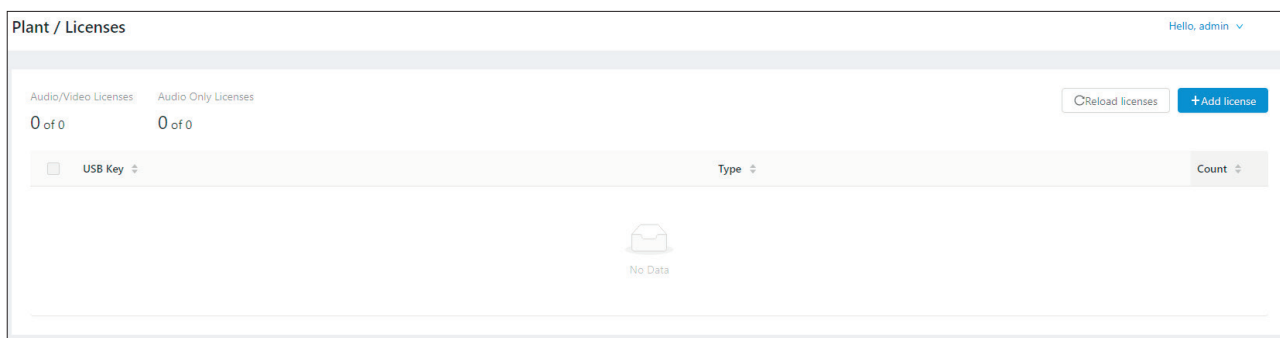 Plant / Licenses
Hello, admin
Audio/Video Licenses Audio Only Licenses
0 of 0 0 of 0
Reload licenses +Add license
USB Key Type Count
No Data